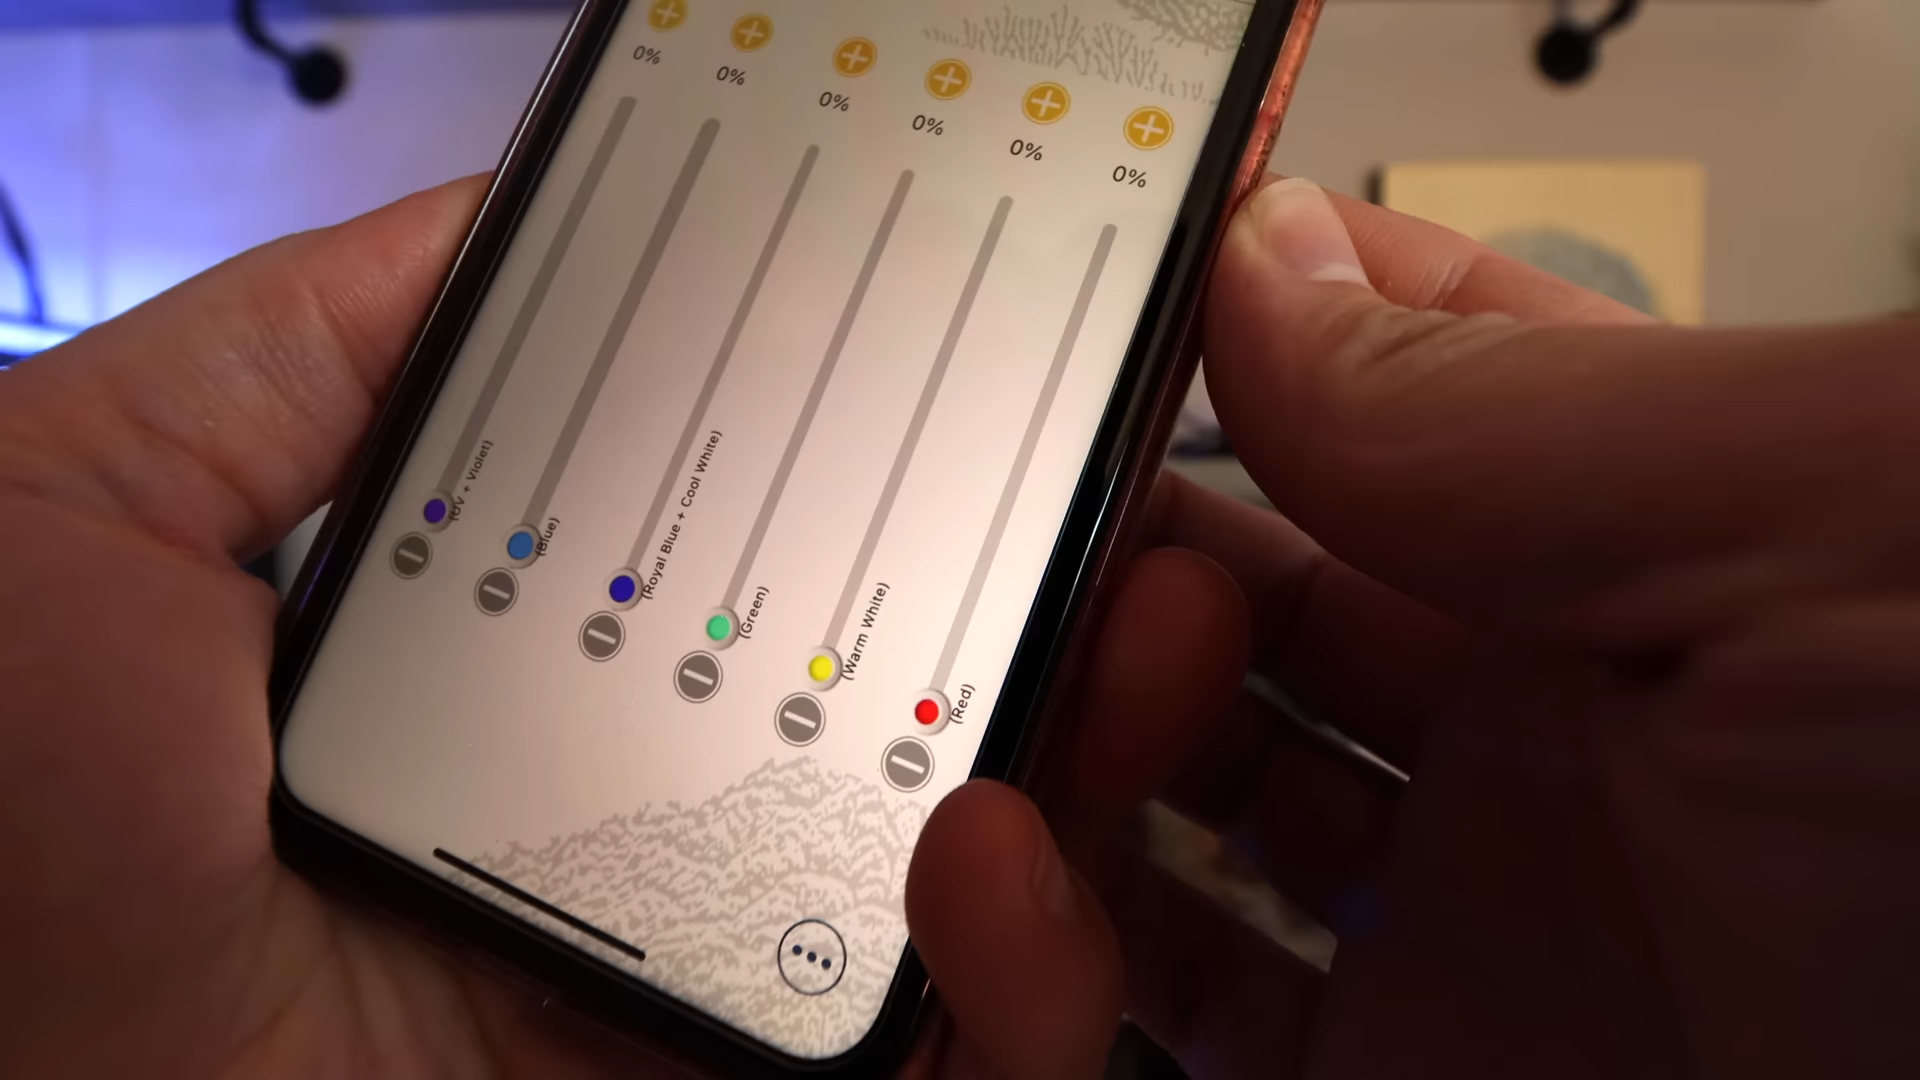 0%
0%
0%
0%
0%
0%
(UV + Violet)
(Blue)
(Royal Blue + Cool White)
(Green)
(Warm White)
(Red)